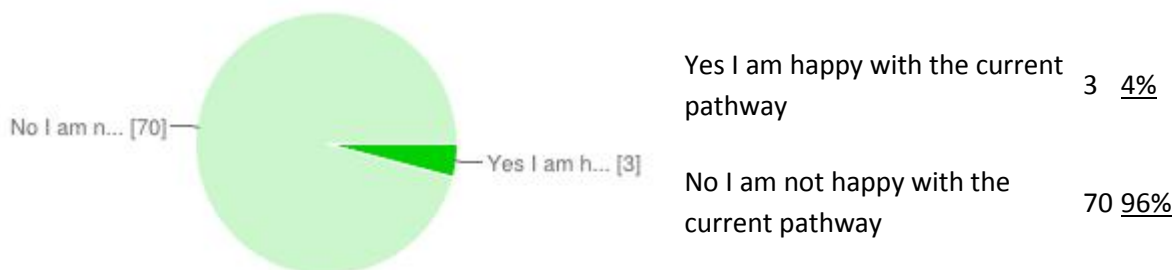 No I am n... [70]
Yes I am h... [3]
Yes I am happy with the current
pathway
3 4%
No I am not happy with the
current pathway
70 96%